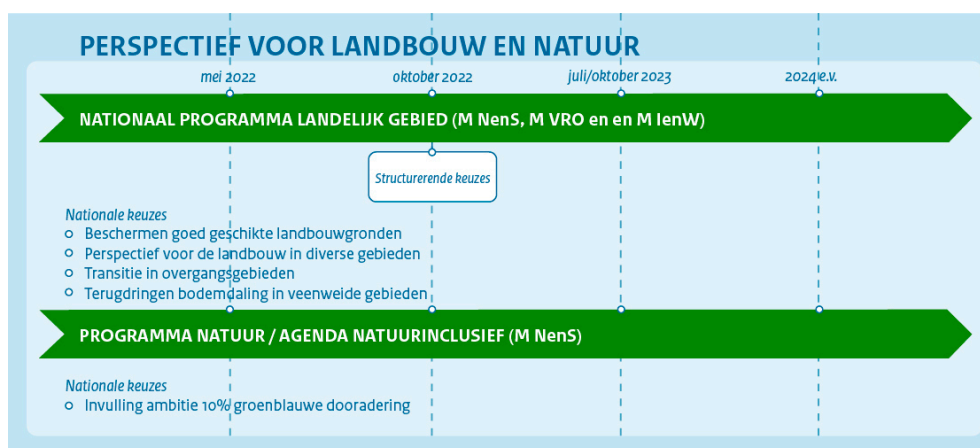 PERSPECTIEF VOOR LANDBOUW EN NATUUR
mei 2022
oktober 2022
juli/oktober 2023
2024 e.v.
NATIONAAL PROGRAMMA LANDELIJK GEBIED (M NenS, M VRO en en M IenW)
Structurerende keuzes
Nationale keuzes
Beschermen goed geschikte landbouwgronden
Perspectief voor de landbouw in diverse gebieden
Transitie in overgangsgebieden
Terugdringen bodemdaling in veenweide gebieden
PROGRAMMA NATUUR / AGENDA NATUURINCLUSIEF (M NenS)
Nationale keuzes
Invulling ambitie 10% groenblauwe dooradering